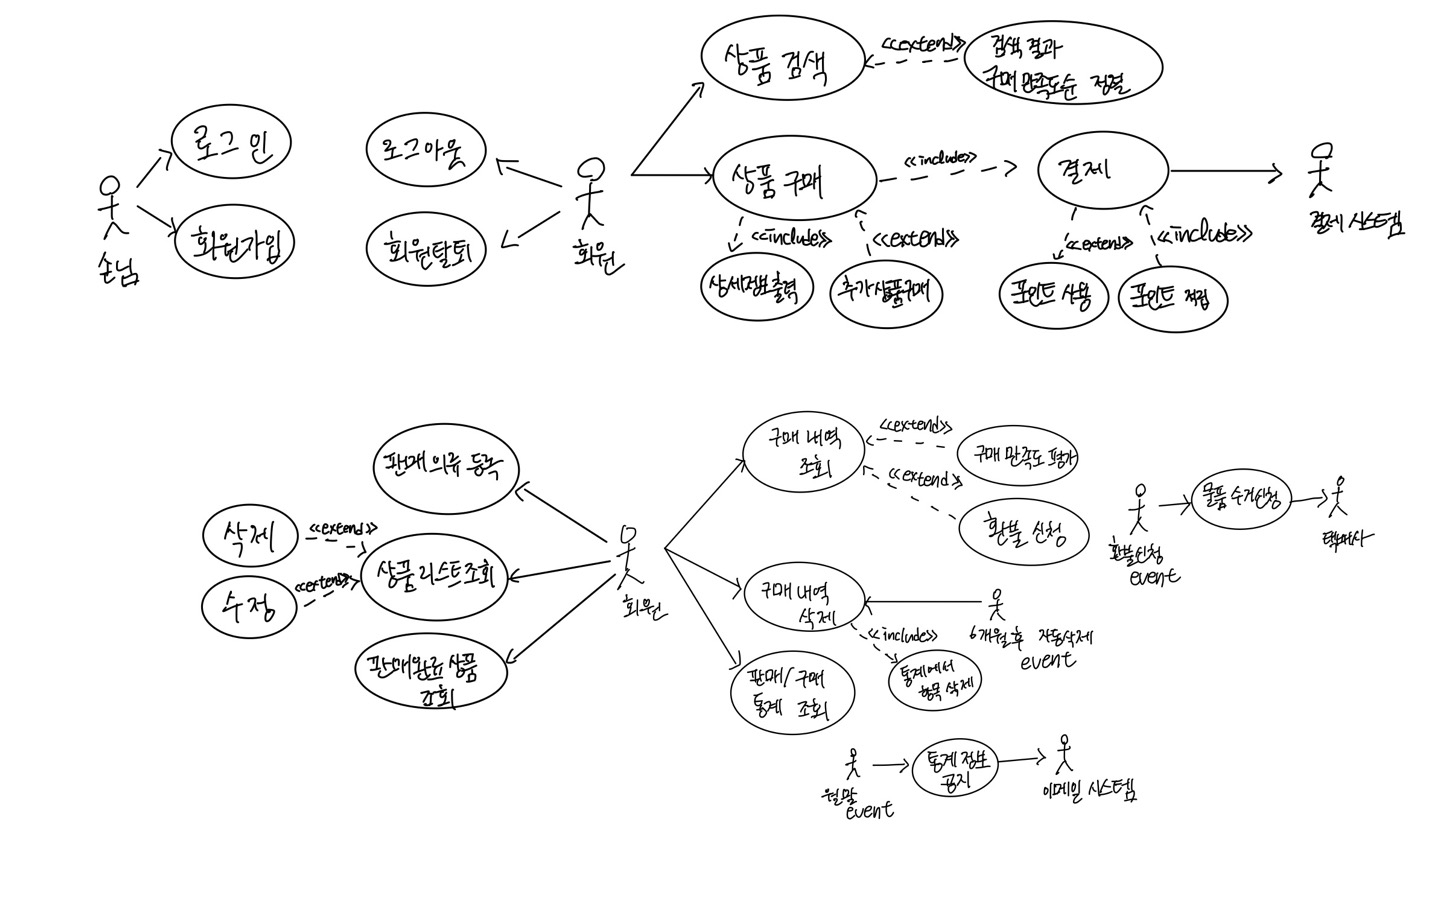 상품 검색
<<extend>>
검색 결과
구매 만족도순 정렬
로그인
회원가입
손님
로그아웃
회원탈퇴
회원
상품 구매
<<include>>
결제
결제 시스템
<<include>>
<<extend>>
상세정보출력
추가상품구매
<<extend>>
<<include>>
포인트 사용
포인트 적립
판매 의류 등록
삭제
<<extend>>
상품 리스트 조회
수정
<<extend>>
판매완료 상품
조회
회원
구매 내역
조회
<<extend>>
구매 만족도 평가
<<extend>>
환불 신청
환불신청
event
물품 수거신청
택배사
구매 내역
삭제
6개월 후 자동삭제
event
<<include>>
통계에서
항목 삭제
판매/구매
통계 조회
월말
event
통계 정보
공지
이메일 시스템